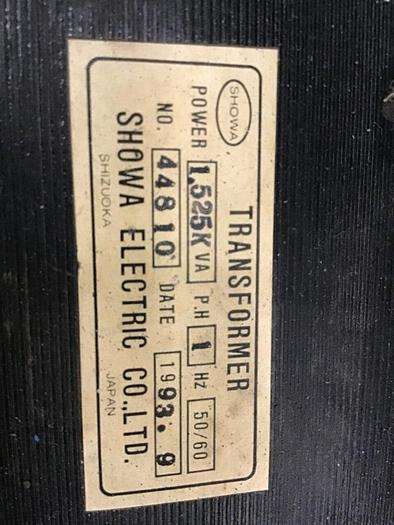 SHOWA TRANSFORMER
POWER 1,525K VA P.H 1 Hz 50/60
NO. 44810 DATE 1993.9
SHOWA ELECTRIC CO.,LTD.
SHIZUOKA JAPAN